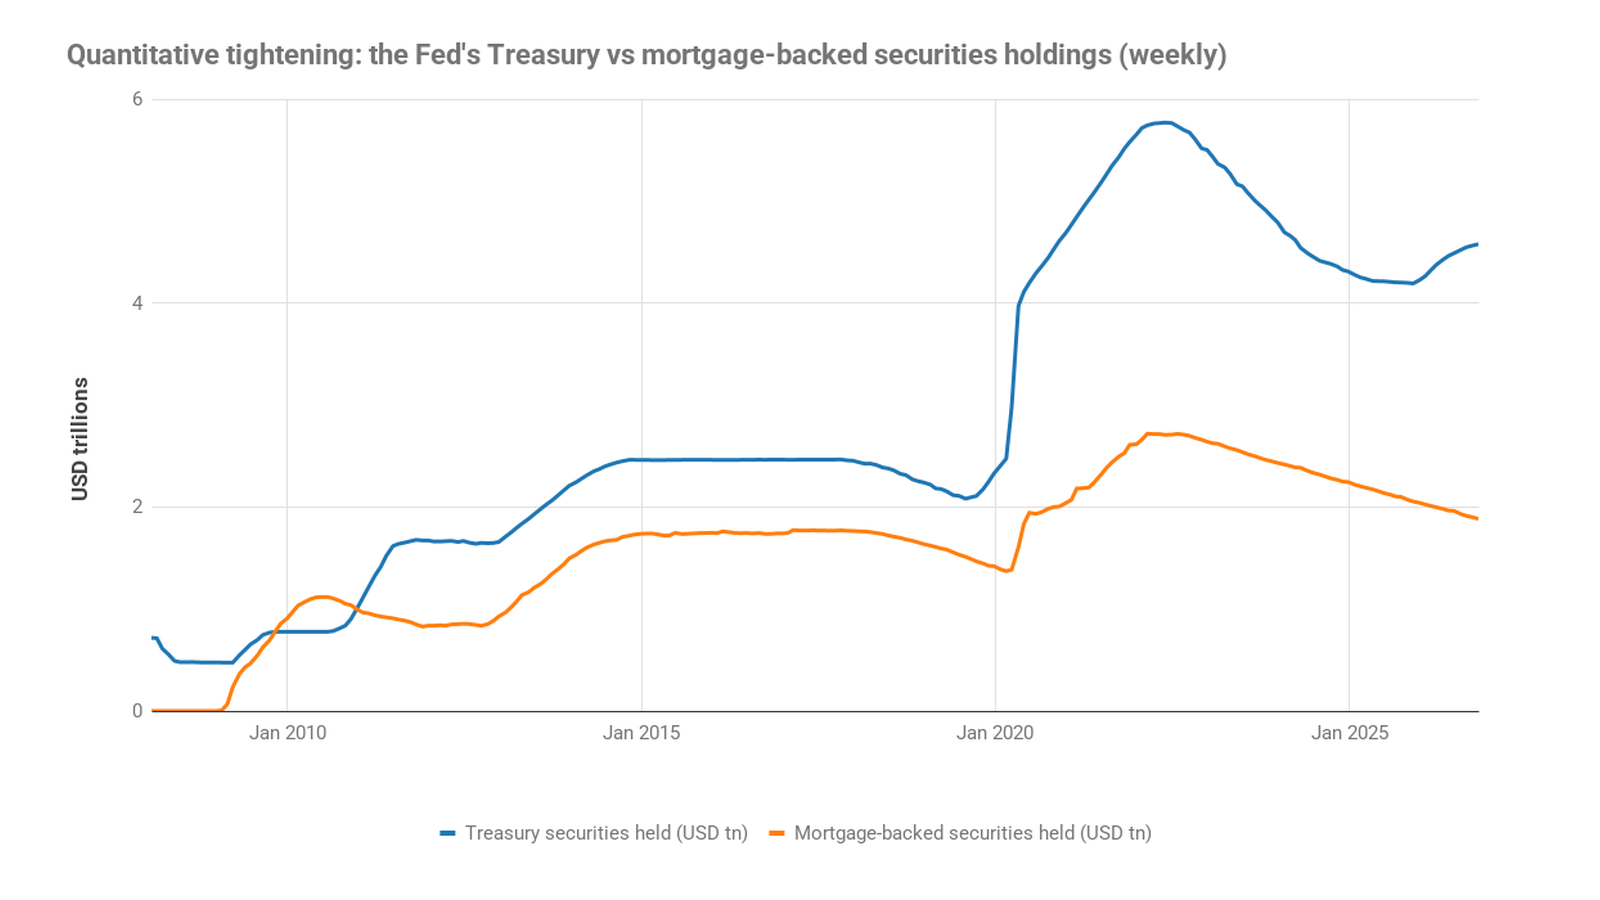 Quantitative tightening: the Fed's Treasury vs mortgage-backed securities holdings (weekly)
USD trillions
6
4
2
0
Jan 2010
Jan 2015
Jan 2020
Jan 2025
Treasury securities held (USD tn)
Mortgage-backed securities held (USD tn)